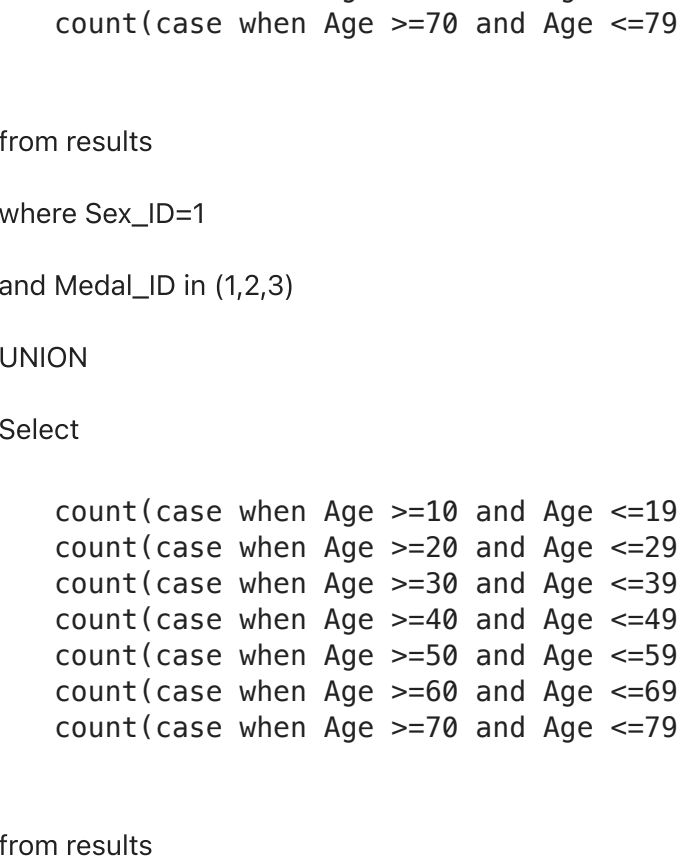 count(case when Age >=70 and Age <=79
from results
where Sex_ID=1
and Medal_ID in (1,2,3)
UNION
Select
count(case when Age >=10 and Age <=19
count(case when Age >=20 and Age <=29
count(case when Age >=30 and Age <=39
count(case when Age >=40 and Age <=49
count(case when Age >=50 and Age <=59
count(case when Age >=60 and Age <=69
count(case when Age >=70 and Age <=79
from results